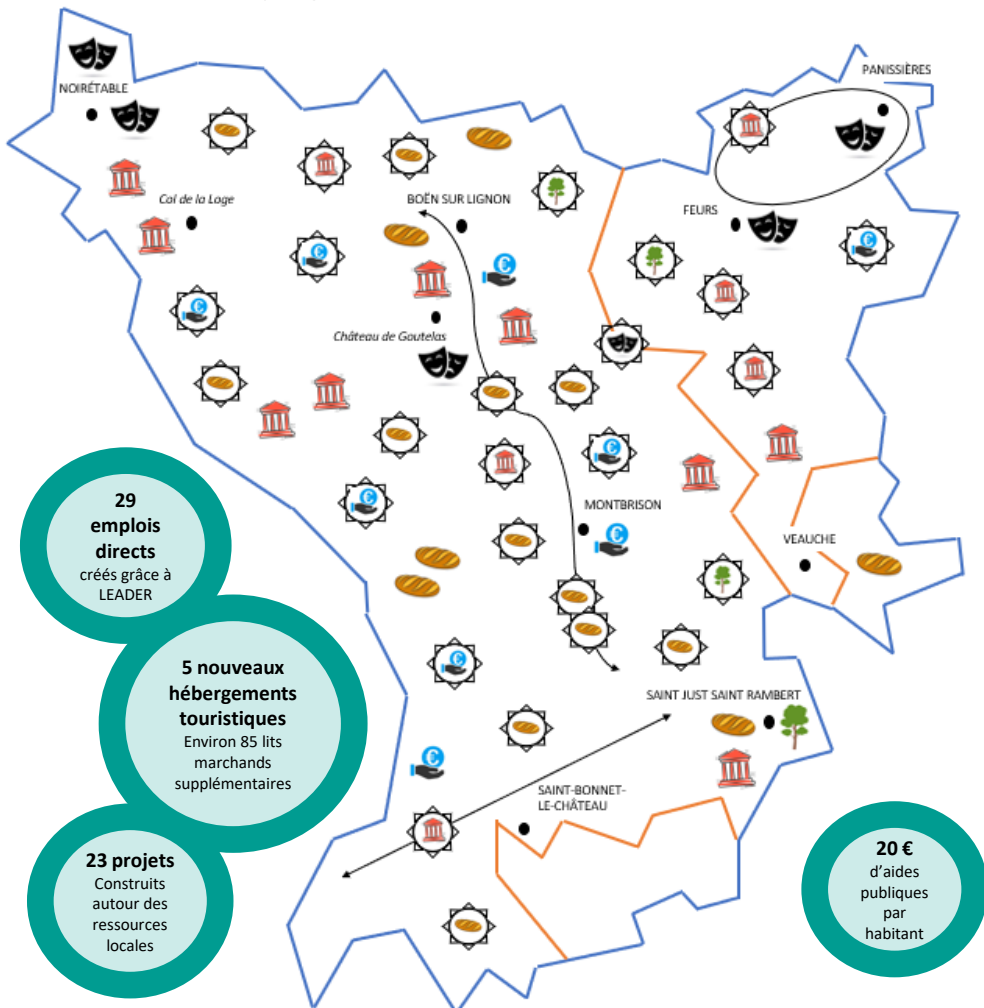 PANISSIÈRES
NOIRÉTABLE
Col de la Loge
BOËN SUR LIGNON
FEURS
Château de Goutelas
MONTBRISON
VEAUCHE
29
emplois
directs
créés grâce à
LEADER
5 nouveaux
hébergements
touristiques
Environ 85 lits
marchands
supplémentaires
SAINT JUST SAINT RAMBERT
SAINT-BONNET-
LE-CHÂTEAU
23 projets
Construits
autour des
ressources
locales
20 €
d’aides
publiques
par
habitant